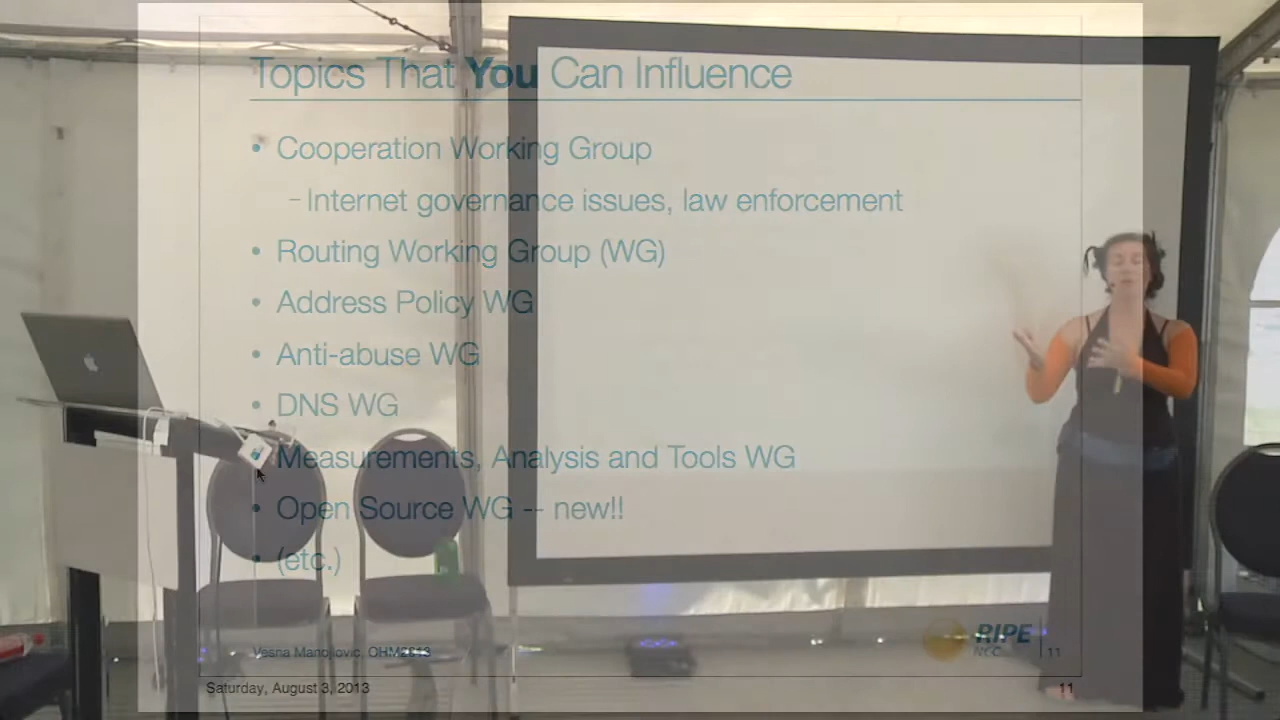 Topics That You Can Influence
• Cooperation Working Group
– Internet governance issues, law enforcement
• Routing Working Group (WG)
• Address Policy WG
• Anti-abuse WG
• DNS WG
• Measurements, Analysis and Tools WG
• Open Source WG -- new!!
• (etc.)
Vesna Manojlovic, OHM2013
RIPE
NCC
11
Saturday, August 3, 2013
11